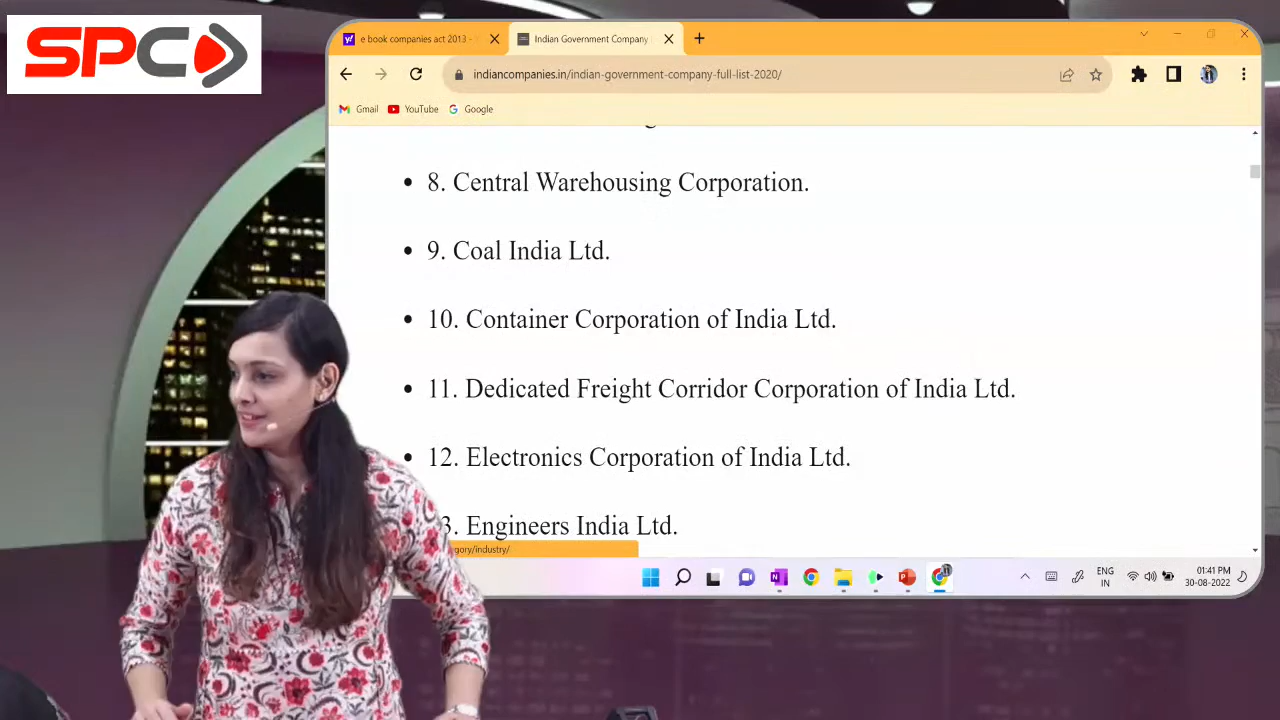 SPC
e book companies act 2013 -
Indian Government Company
indiancompanies.in/indian-government-company-full-list-2020/
Gmail
YouTube
Google
• 8. Central Warehousing Corporation.
• 9. Coal India Ltd.
• 10. Container Corporation of India Ltd.
• 11. Dedicated Freight Corridor Corporation of India Ltd.
• 12. Electronics Corporation of India Ltd.
3. Engineers India Ltd.
gory/industry/
ENG
IN
01:41 PM
30-08-2022